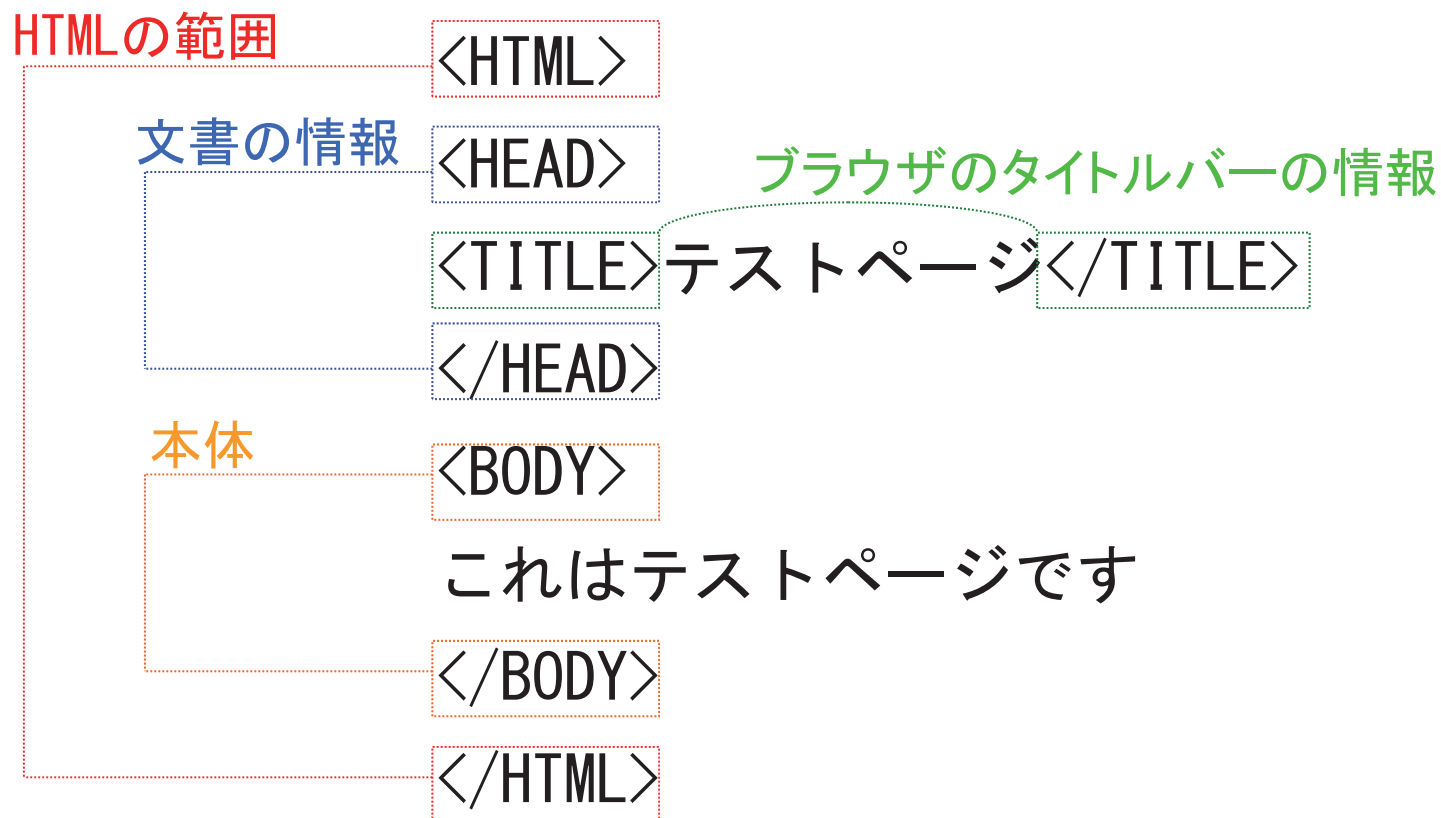 HTMLの範囲
<HTML>
文書の情報
<HEAD>
ブラウザのタイトルバーの情報
<TITLE>テストページ</TITLE>
</HEAD>
本体
<BODY>
これはテストページです
</BODY>
</HTML>